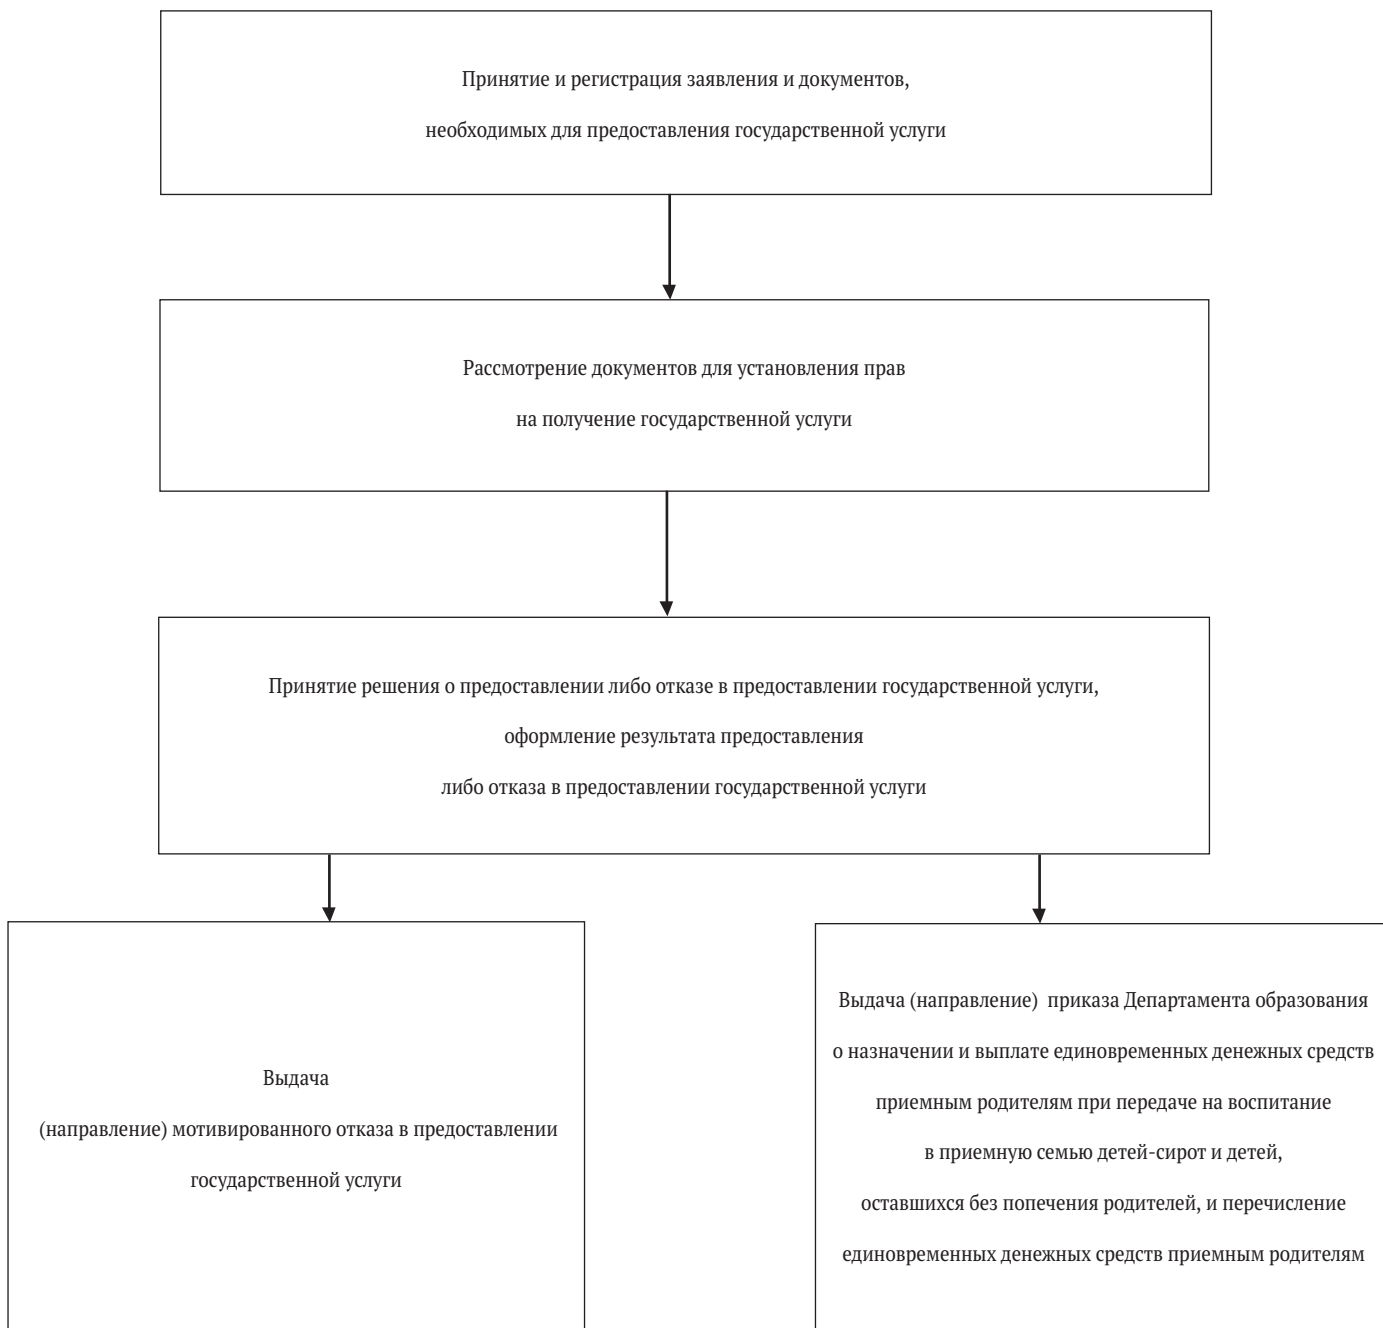 Принятие и регистрация заявления и документов,
необходимых для предоставления государственной услуги
Рассмотрение документов для установления прав
на получение государственной услуги
Принятие решения о предоставлении либо отказе в предоставлении государственной услуги,
оформление результата предоставления
либо отказа в предоставлении государственной услуги
Выдача
(направление) мотивированного отказа в предоставлении
государственной услуги
Выдача (направление) приказа Департамента образования
о назначении и выплате единовременных денежных средств
приемным родителям при передаче на воспитание
в приемную семью детей-сирот и детей,
оставшихся без попечения родителей, и перечисление
единовременных денежных средств приемным родителям